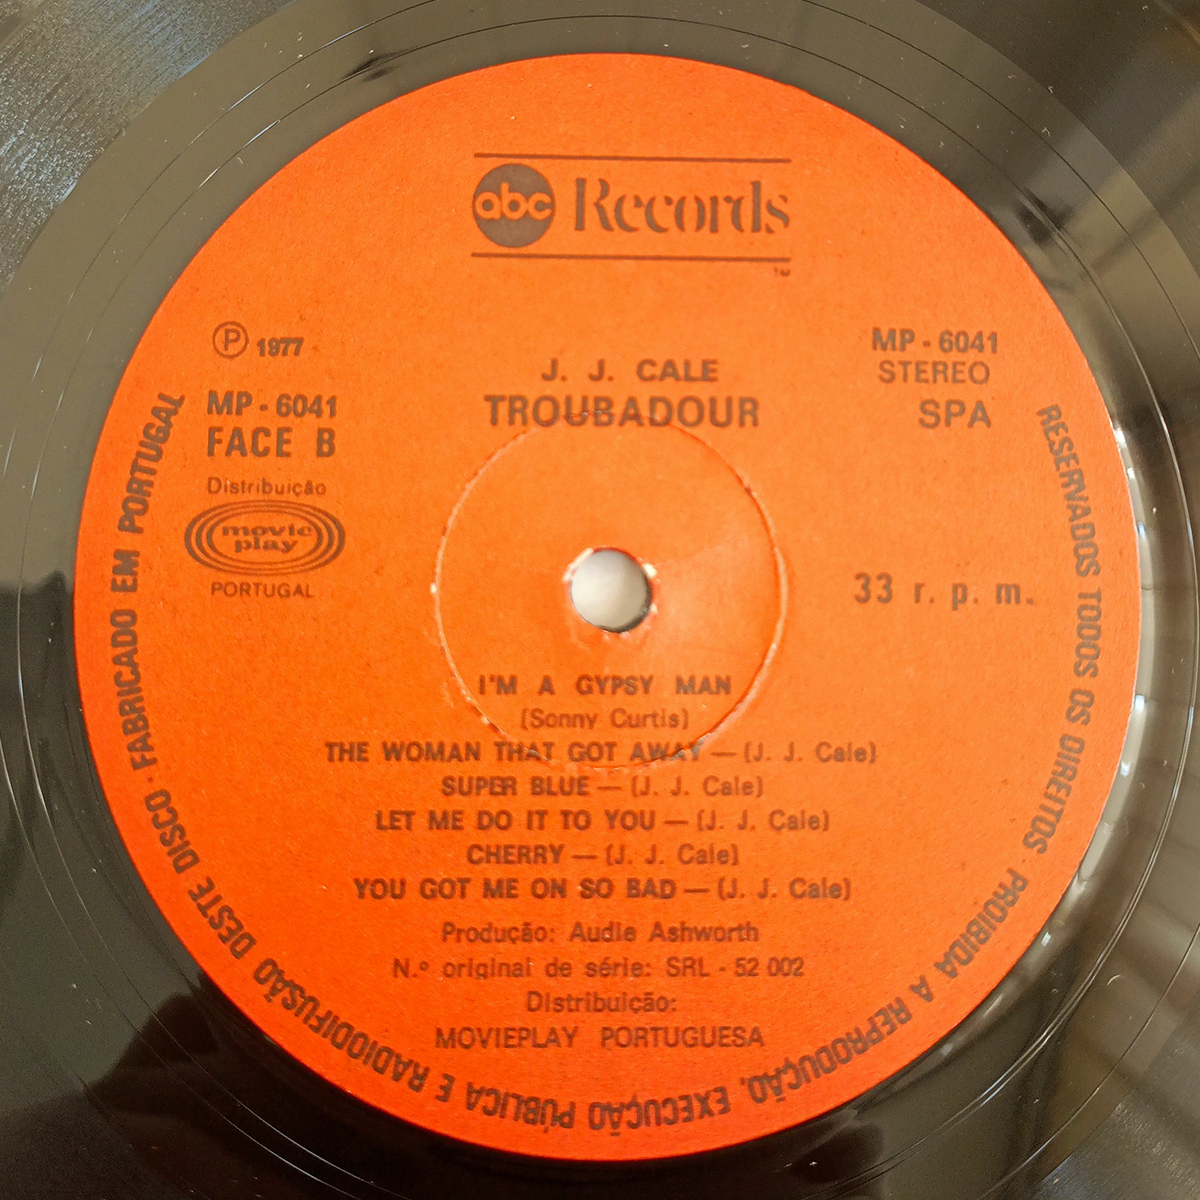 abc Records
TM
Ⓟ 1977
MP - 6041
FACE B
Distribuição
movie
play
PORTUGAL
J. J. CALE
TROUBADOUR
MP - 6041
STEREO
SPA
33 r. p. m.
I'M A GYPSY MAN
(Sonny Curtis)
THE WOMAN THAT GOT AWAY — (J. J. Cale)
SUPER BLUE — (J. J. Cale)
LET ME DO IT TO YOU — (J. J. Cale)
CHERRY — (J. J. Cale)
YOU GOT ME ON SO BAD — (J. J. Cale)
Produção: Audie Ashworth
N.º original de série: SRL - 52 002
Distribuição:
MOVIEPLAY PORTUGUESA
RESERVADOS TODOS OS DIREITOS · PROIBIDA A REPRODUÇÃO, EXECUÇÃO PÚBLICA E RADIODIFUSÃO DESTE DISCO · FABRICADO EM PORTUGAL